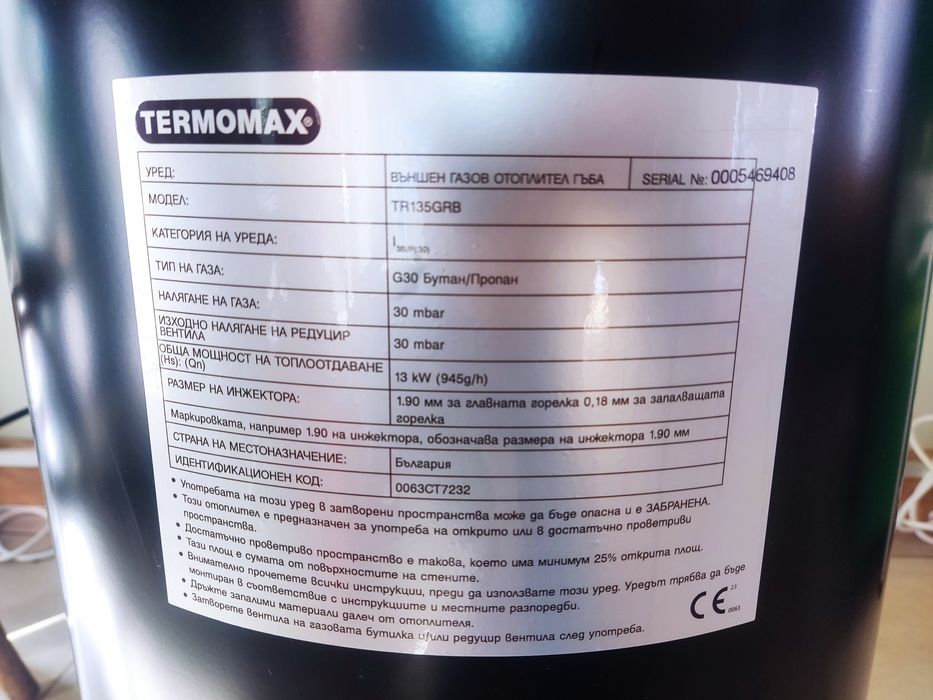 TERMOMAX®
УРЕД: ВЪНШЕН ГАЗОВ ОТОПЛИТЕЛ ГЪБА SERIAL №: 0005469408
МОДЕЛ: TR135GRB
КАТЕГОРИЯ НА УРЕДА: I
ТИП НА ГАЗА: G30 Бутан/Пропан
НАЛЯГАНЕ НА ГАЗА: 30 mbar
ИЗХОДНО НАЛЯГАНЕ НА РЕДУЦИР
ВЕНТИЛА 30 mbar
ОБЩА МОЩНОСТ НА ТОПЛООТДАВАНЕ
(Hs): (Qn) 13 kW (945g/h)
РАЗМЕР НА ИНЖЕКТОРА: 1.90 мм за главната горелка 0,18 мм за запалващата
горелка
Маркировката, например 1.90 на инжектора, обозначава размера на инжектора 1.90 мм
СТРАНА НА МЕСТОНАЗНАЧЕНИЕ: България
ИДЕНТИФИКАЦИОНЕН КОД: 0063CT7232
• Употребата на този уред в затворени пространства може да бъде опасна и е ЗАБРАНЕНА.
• Този отоплител е предназначен за употреба на открито или в достатъчно проветриви
пространства.
• Достатъчно проветриво пространство е такова, което има минимум 25% открита площ.
• Тази площ е сумата от повърхностите на стените.
• Внимателно прочетете всички инструкции, преди да използвате този уред. Уредът трябва да бъде
монтиран в съответствие с инструкциите и местните разпоредби.
• Дръжте запалими материали далеч от отоплителя.
• Затворете вентила на газовата бутилка и/или редуцир вентила след употреба.
CE '23
0063